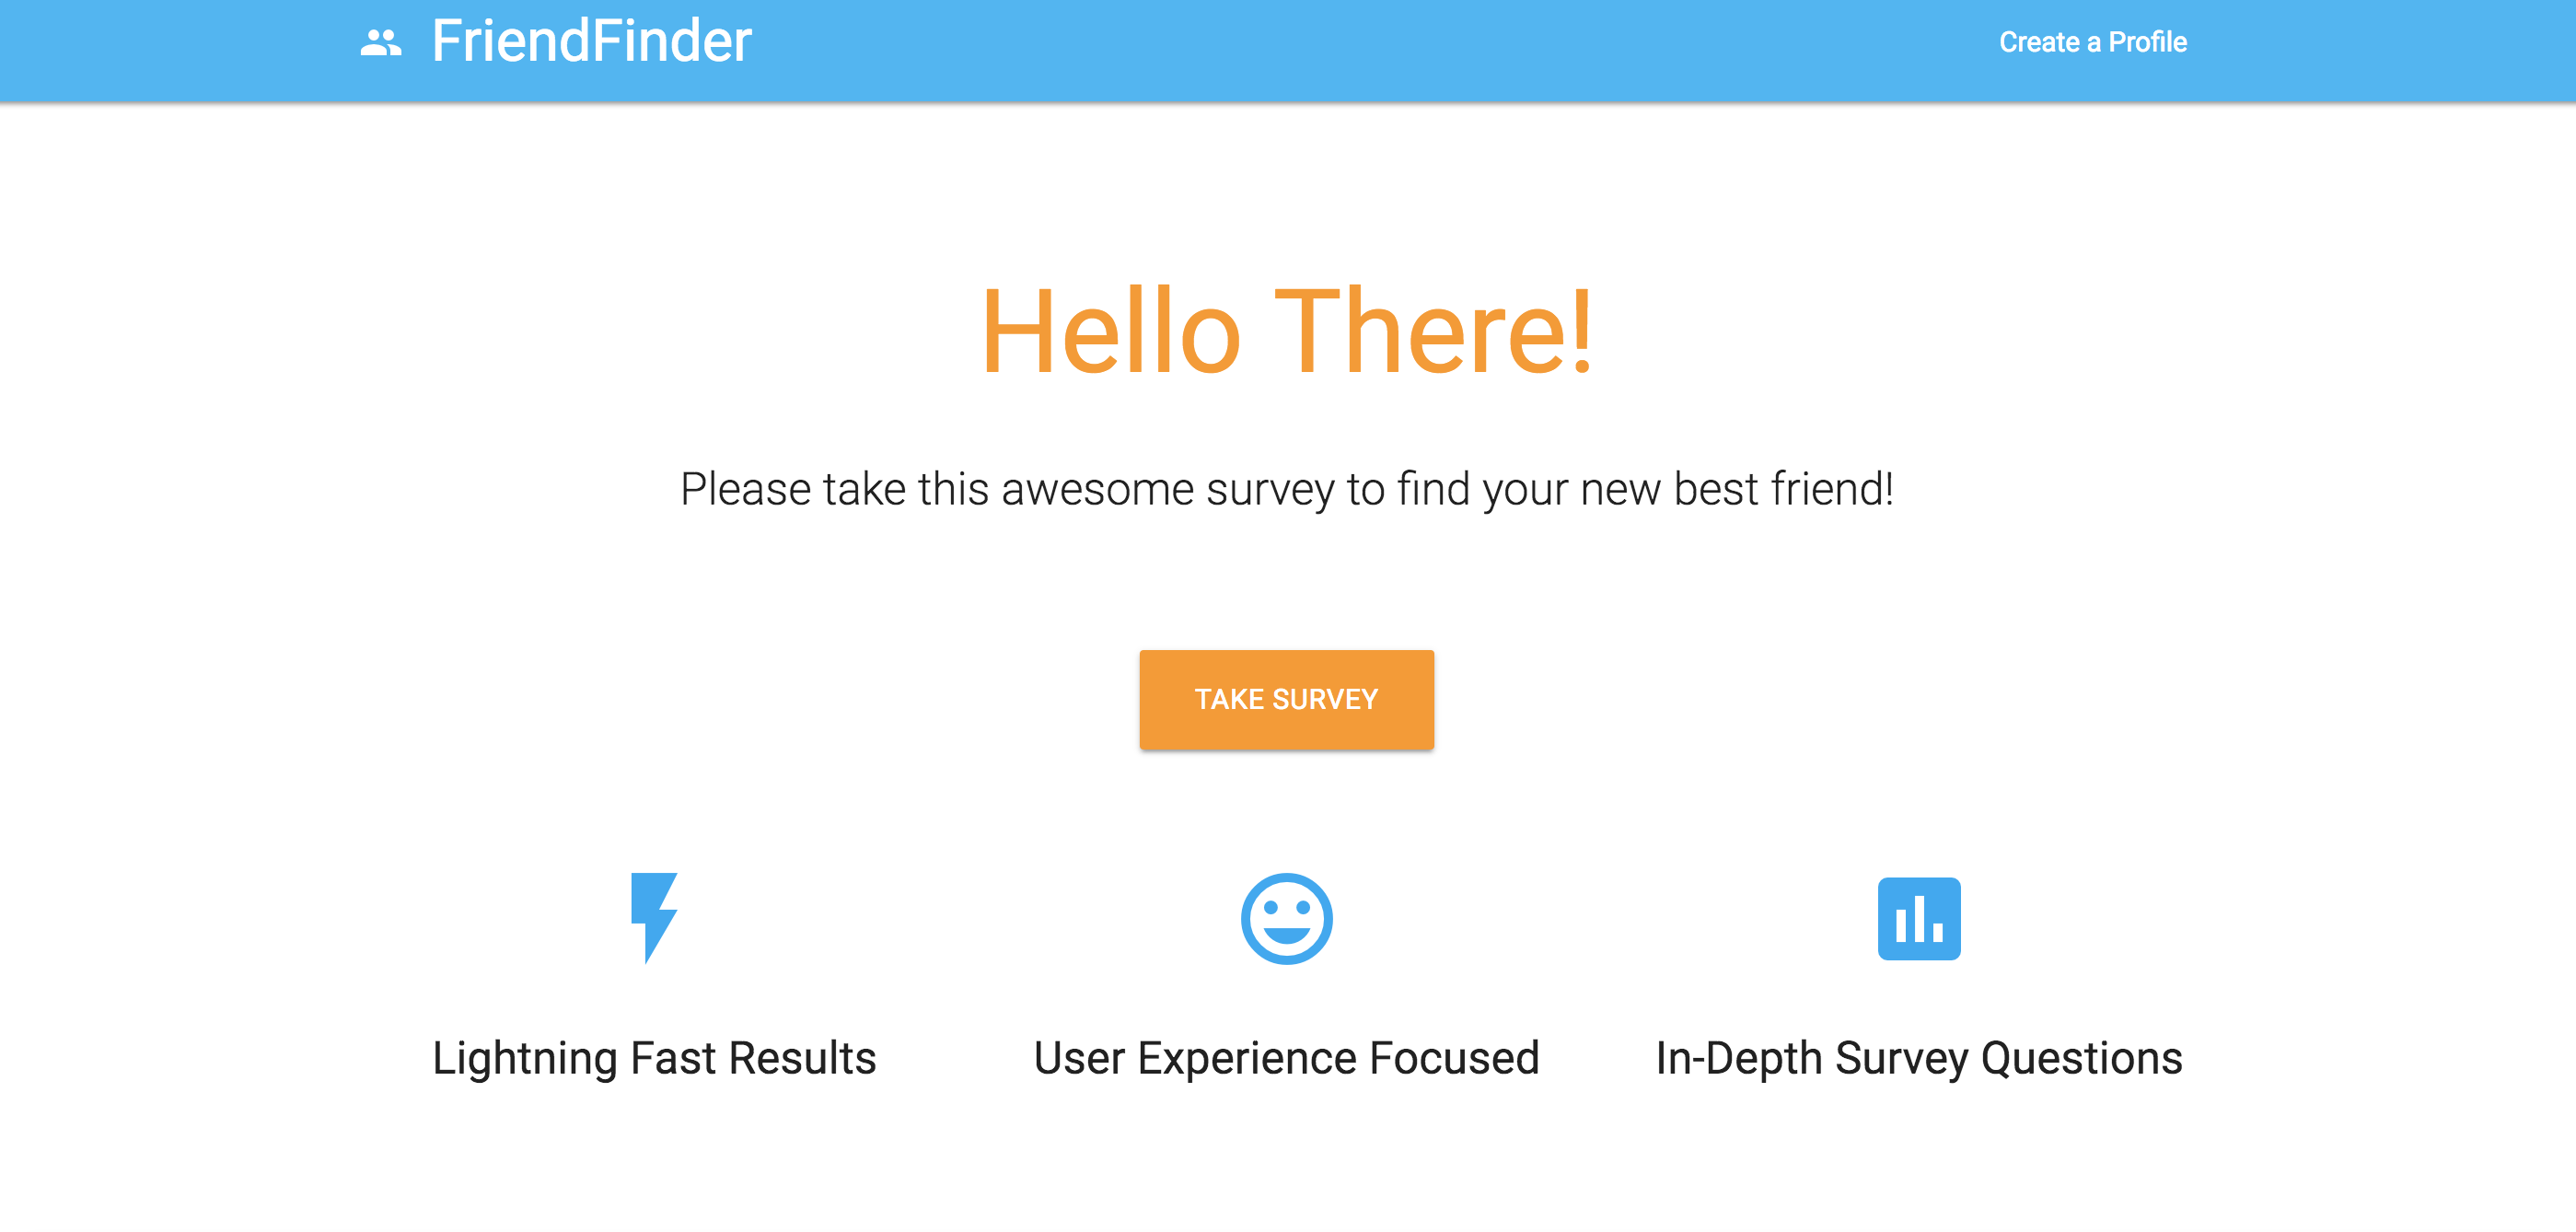 FriendFinder
Create a Profile
Hello There!
Please take this awesome survey to find your new best friend!
TAKE SURVEY
Lightning Fast Results
User Experience Focused
In-Depth Survey Questions